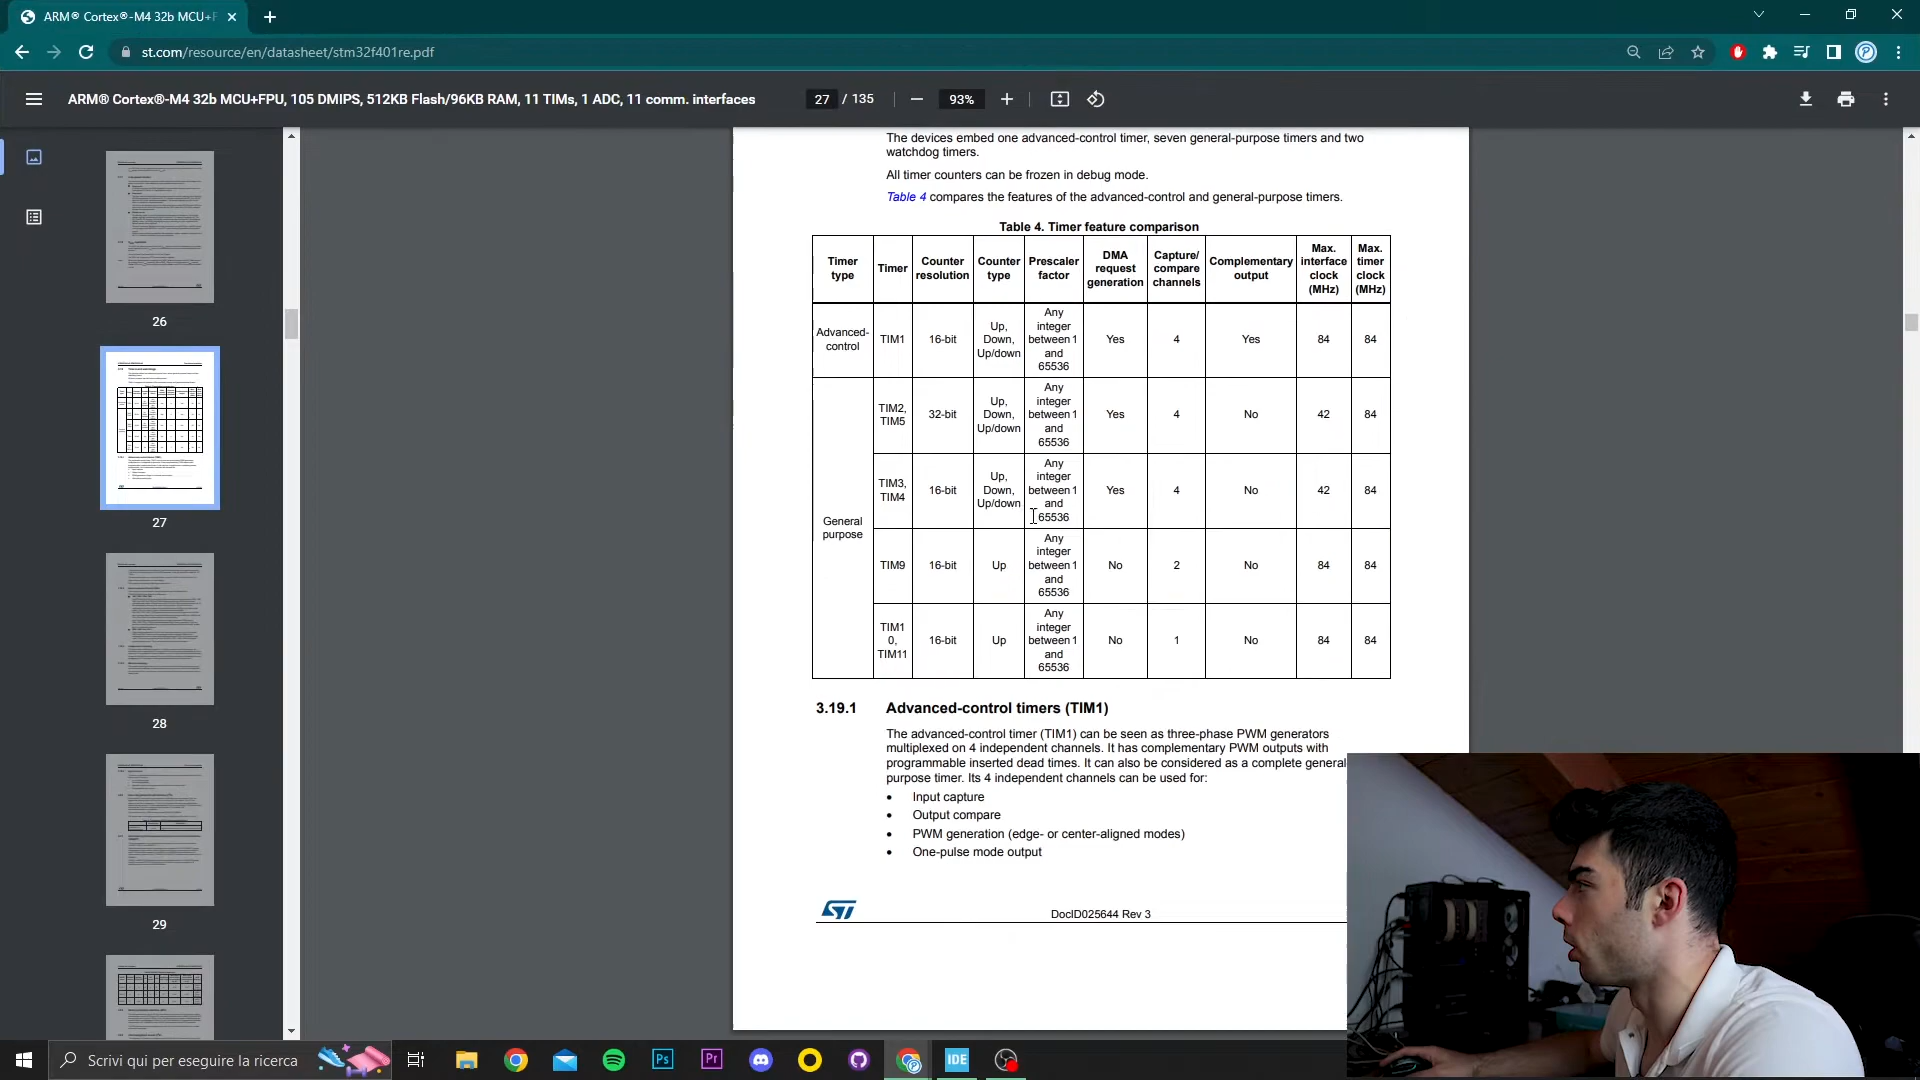 ARM® Cortex®-M4 32b MCU+F
st.com/resource/en/datasheet/stm32f401re.pdf
ARM® Cortex®-M4 32b MCU+FPU, 105 DMIPS, 512KB Flash/96KB RAM, 11 TIMs, 1 ADC, 11 comm. interfaces
27 / 135
93%
26
27
28
29
The devices embed one advanced-control timer, seven general-purpose timers and two
watchdog timers.
All timer counters can be frozen in debug mode.
Table 4 compares the features of the advanced-control and general-purpose timers.
Table 4. Timer feature comparison
Timer type | Timer | Counter resolution | Counter type | Prescaler factor | DMA request generation | Capture/ compare channels | Complementary output | Max. interface clock (MHz) | Max. timer clock (MHz)
Advanced-control | TIM1 | 16-bit | Up, Down, Up/down | Any integer between 1 and 65536 | Yes | 4 | Yes | 84 | 84
General purpose | TIM2, TIM5 | 32-bit | Up, Down, Up/down | Any integer between 1 and 65536 | Yes | 4 | No | 42 | 84
TIM3, TIM4 | 16-bit | Up, Down, Up/down | Any integer between 1 and 65536 | Yes | 4 | No | 42 | 84
TIM9 | 16-bit | Up | Any integer between 1 and 65536 | No | 2 | No | 84 | 84
TIM1 0, TIM11 | 16-bit | Up | Any integer between 1 and 65536 | No | 1 | No | 84 | 84
3.19.1 Advanced-control timers (TIM1)
The advanced-control timer (TIM1) can be seen as three-phase PWM generators
multiplexed on 4 independent channels. It has complementary PWM outputs with
programmable inserted dead times. It can also be considered as a complete general-
purpose timer. Its 4 independent channels can be used for:
• Input capture
• Output compare
• PWM generation (edge- or center-aligned modes)
• One-pulse mode output
ST
DocID025644 Rev 3
Scrivi qui per eseguire la ricerca
Ps
Pr
IDE